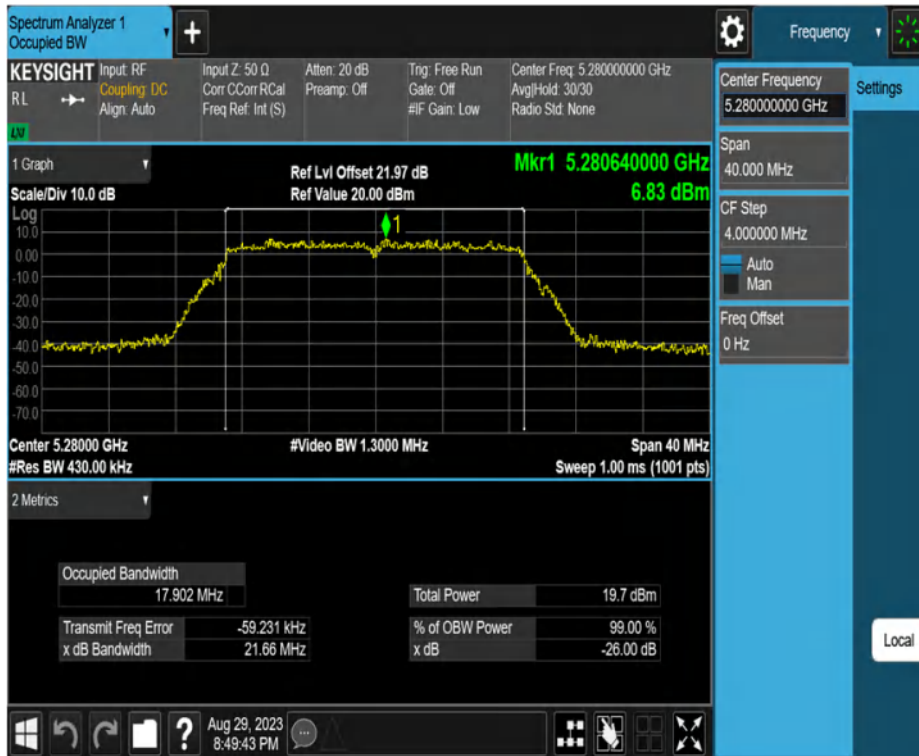 Spectrum Analyzer 1
Occupied BW
+
Frequency
KEYSIGHT
RL
LXI
Input: RF
Coupling: DC
Align: Auto
Input Z: 50 Ω
Corr CCorr RCal
Freq Ref: Int (S)
Atten: 20 dB
Preamp: Off
Trig: Free Run
Gate: Off
#IF Gain: Low
Center Freq: 5.280000000 GHz
Avg|Hold: 30/30
Radio Std: None
Center Frequency
5.280000000 GHz
Settings
Span
40.000 MHz
CF Step
4.000000 MHz
Auto
Man
Freq Offset
0 Hz
1 Graph
Scale/Div 10.0 dB
Ref Lvl Offset 21.97 dB
Ref Value 20.00 dBm
Mkr1 5.280640000 GHz
6.83 dBm
Log
1
10.0
0.00
-10.0
-20.0
-30.0
-40.0
-50.0
-60.0
-70.0
Center 5.28000 GHz
#Video BW 1.3000 MHz
Span 40 MHz
#Res BW 430.00 kHz
Sweep 1.00 ms (1001 pts)
2 Metrics
Occupied Bandwidth
17.902 MHz
Total Power 19.7 dBm
Transmit Freq Error -59.231 kHz
% of OBW Power 99.00 %
x dB Bandwidth 21.66 MHz
x dB -26.00 dB
Local
?
Aug 29, 2023
8:49:43 PM